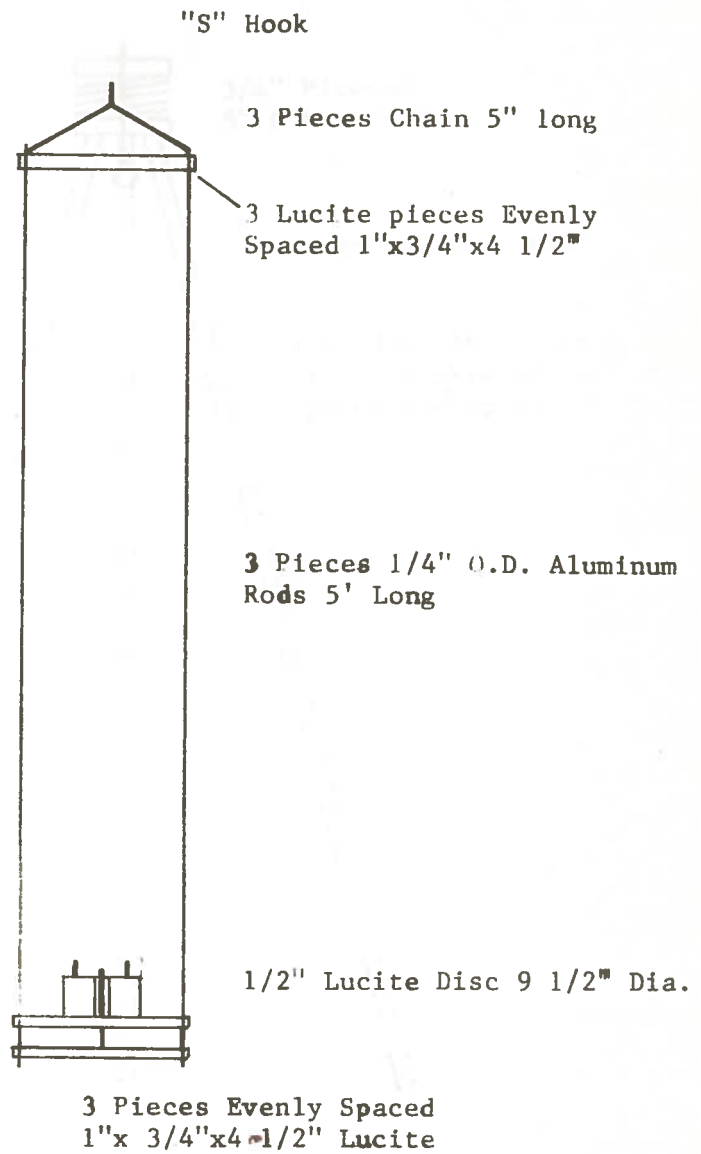 "S" Hook
3 Pieces Chain 5" long
3 Lucite pieces Evenly
Spaced 1"x3/4"x4 1/2"
3 Pieces 1/4" O.D. Aluminum
Rods 5' Long
1/2" Lucite Disc 9 1/2" Dia.
3 Pieces Evenly Spaced
1"x 3/4"x4-1/2" Lucite